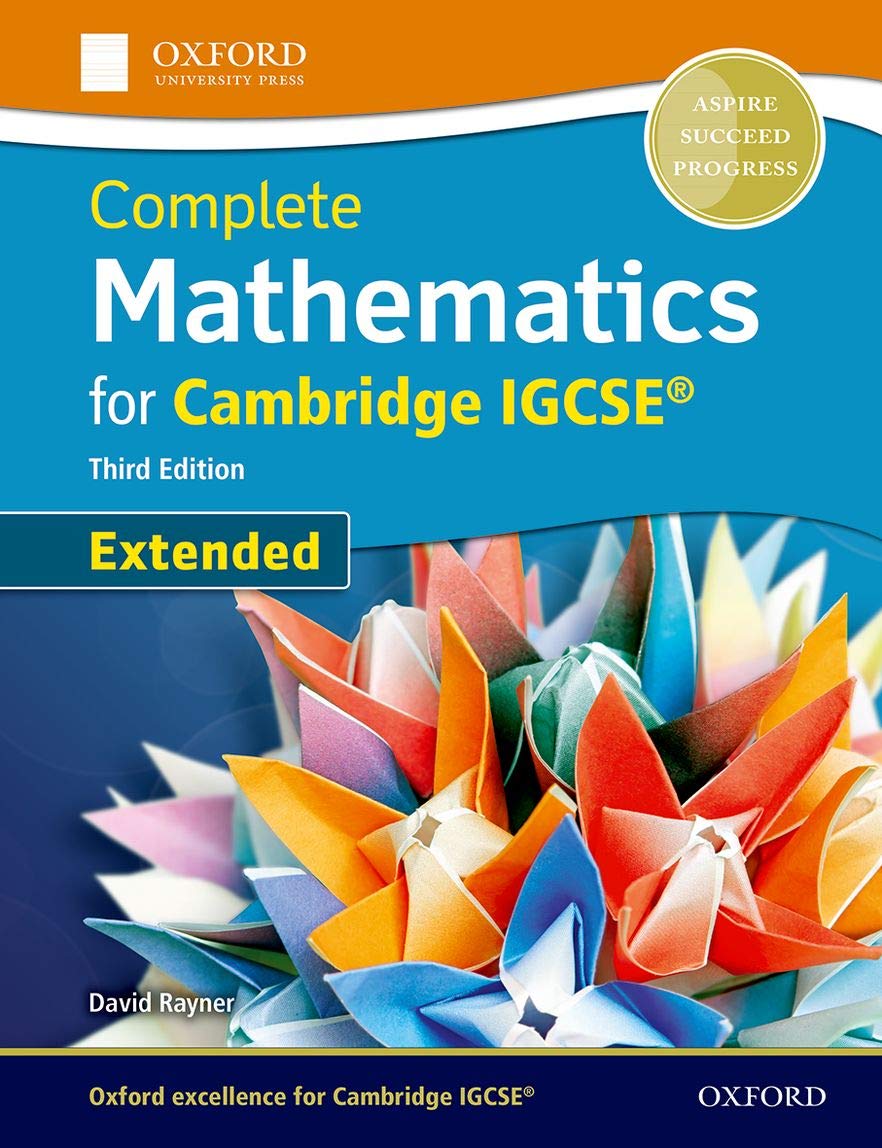 OXFORD
UNIVERSITY PRESS
ASPIRE
SUCCEED
PROGRESS
Complete
Mathematics
for Cambridge IGCSE®
Third Edition
Extended
David Rayner
Oxford excellence for Cambridge IGCSE®
OXFORD